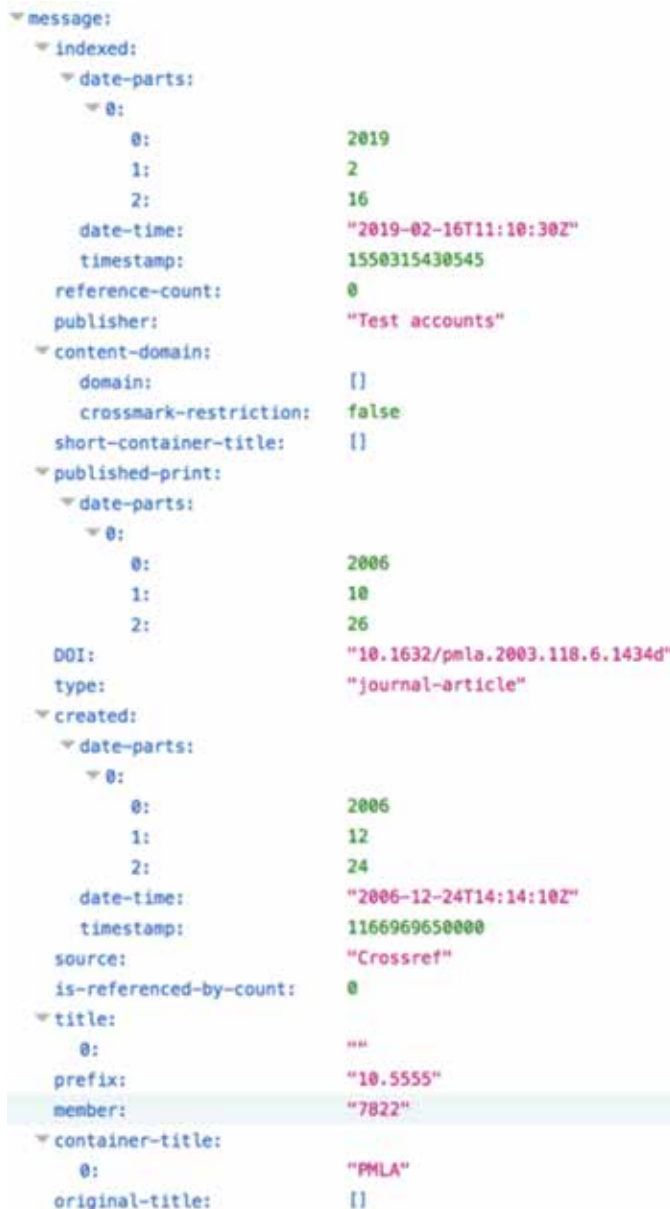 message:
indexed:
date-parts:
0:
0: 2019
1: 2
2: 16
date-time: "2019-02-16T11:10:30Z"
timestamp: 1550315430545
reference-count: 0
publisher: "Test accounts"
content-domain:
domain: []
crossmark-restriction: false
short-container-title: []
published-print:
date-parts:
0:
0: 2006
1: 10
2: 26
DOI: "10.1632/pmla.2003.118.6.1434d"
type: "journal-article"
created:
date-parts:
0:
0: 2006
1: 12
2: 24
date-time: "2006-12-24T14:14:10Z"
timestamp: 1166969650000
source: "Crossref"
is-referenced-by-count: 0
title:
0: ""
prefix: "10.5555"
member: "7822"
container-title:
0: "PMLA"
original-title: []